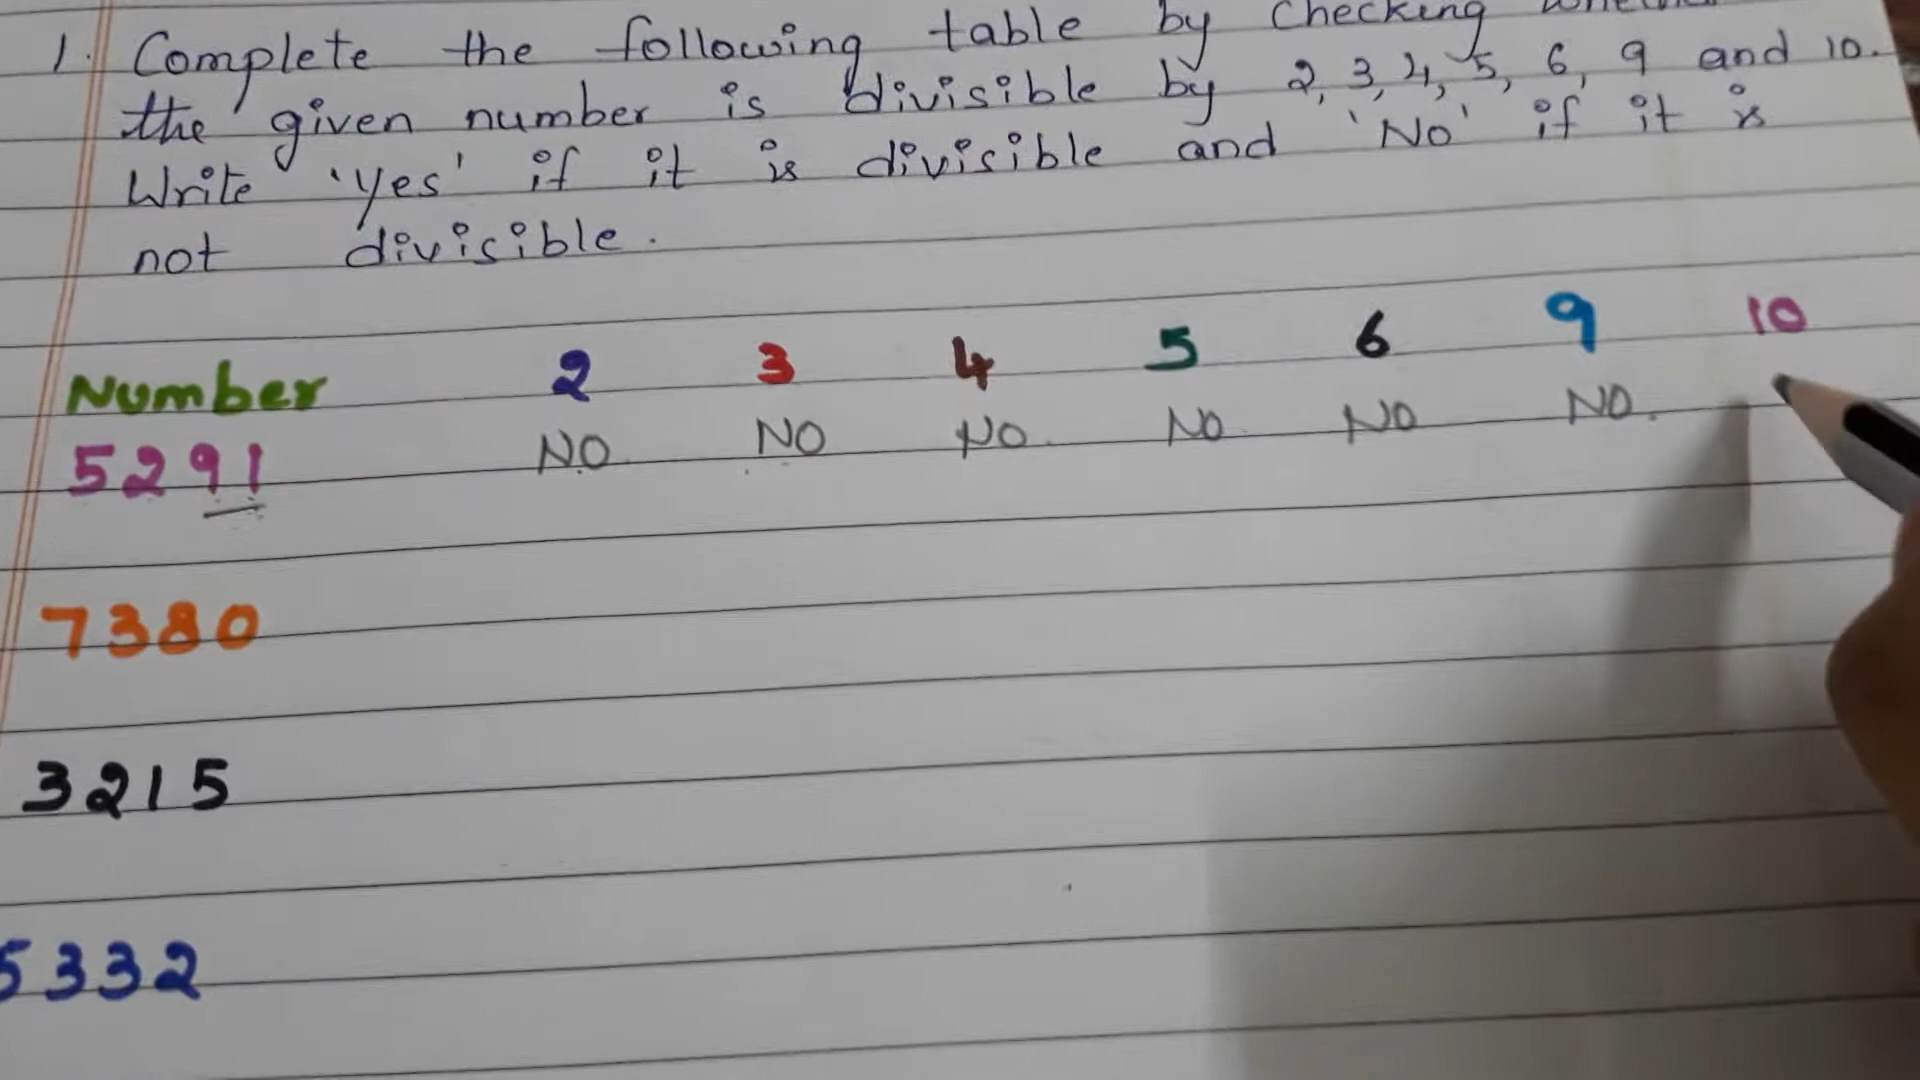 1. Complete the following table by checking
the given number is divisible by 2, 3, 4, 5, 6, 9 and 10.
Write 'Yes' if it is divisible and 'No' if it is
not divisible.
Number 2 3 4 5 6 9 10
5291 NO NO NO. NO NO NO.
7380
3215
5332